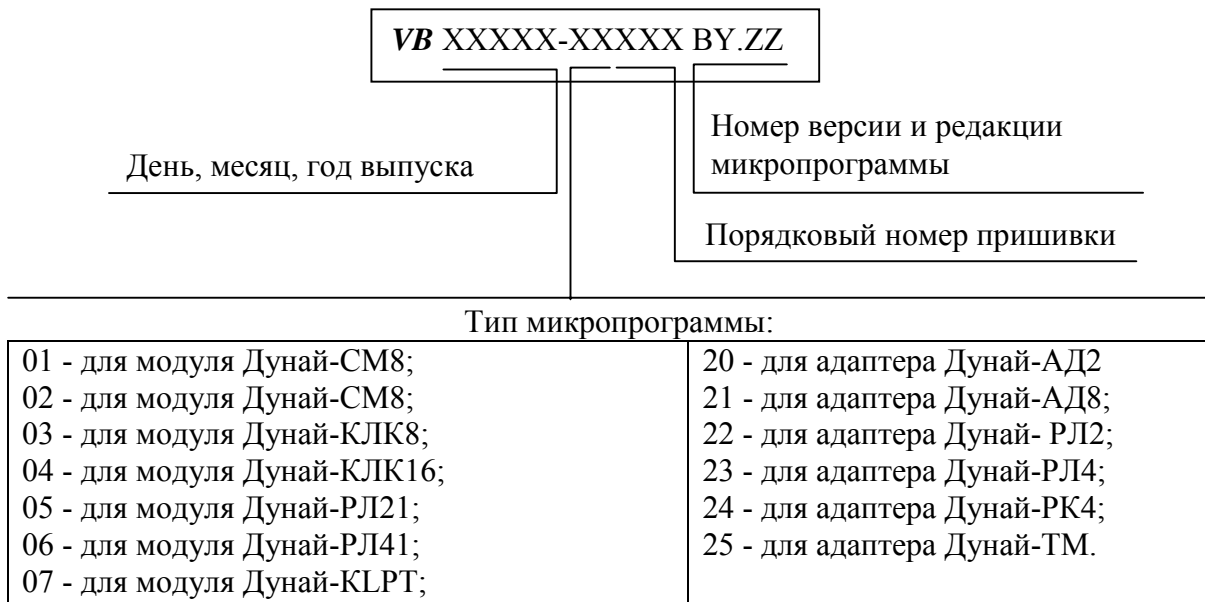 VB XXXXX-XXXXX BY.ZZ
Номер версии и редакции
микропрограммы
День, месяц, год выпуска
Порядковый номер пришивки
Тип микропрограммы:
01 - для модуля Дунай-СМ8;
02 - для модуля Дунай-СМ8;
03 - для модуля Дунай-КЛК8;
04 - для модуля Дунай-КЛК16;
05 - для модуля Дунай-РЛ21;
06 - для модуля Дунай-РЛ41;
07 - для модуля Дунай-KLPT;
20 - для адаптера Дунай-АД2
21 - для адаптера Дунай-АД8;
22 - для адаптера Дунай- РЛ2;
23 - для адаптера Дунай-РЛ4;
24 - для адаптера Дунай-РК4;
25 - для адаптера Дунай-ТМ.